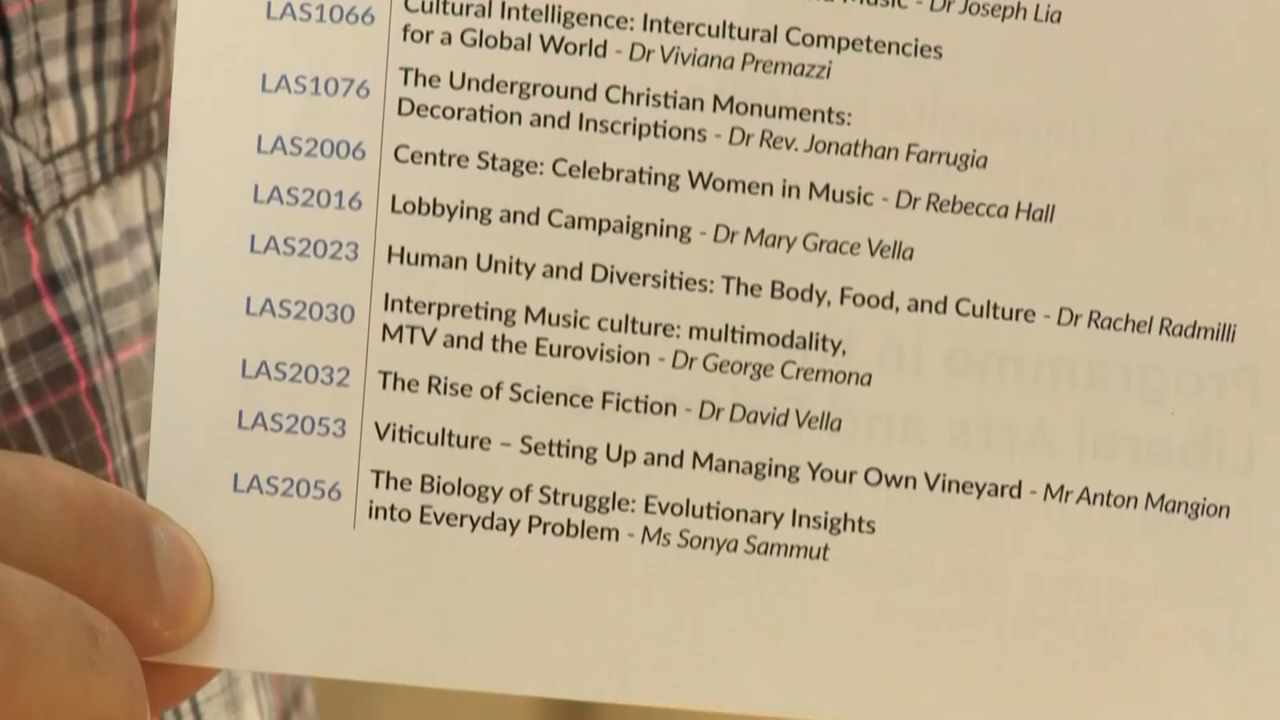 Music - Dr Joseph Lia
LAS1066 Cultural Intelligence: Intercultural Competencies
for a Global World - Dr Viviana Premazzi
LAS1076 The Underground Christian Monuments:
Decoration and Inscriptions - Dr Rev. Jonathan Farrugia
LAS2006 Centre Stage: Celebrating Women in Music - Dr Rebecca Hall
LAS2016 Lobbying and Campaigning - Dr Mary Grace Vella
LAS2023 Human Unity and Diversities: The Body, Food, and Culture - Dr Rachel Radmilli
LAS2030 Interpreting Music culture: multimodality,
MTV and the Eurovision - Dr George Cremona
LAS2032 The Rise of Science Fiction - Dr David Vella
LAS2053 Viticulture – Setting Up and Managing Your Own Vineyard - Mr Anton Mangion
LAS2056 The Biology of Struggle: Evolutionary Insights
into Everyday Problem - Ms Sonya Sammut